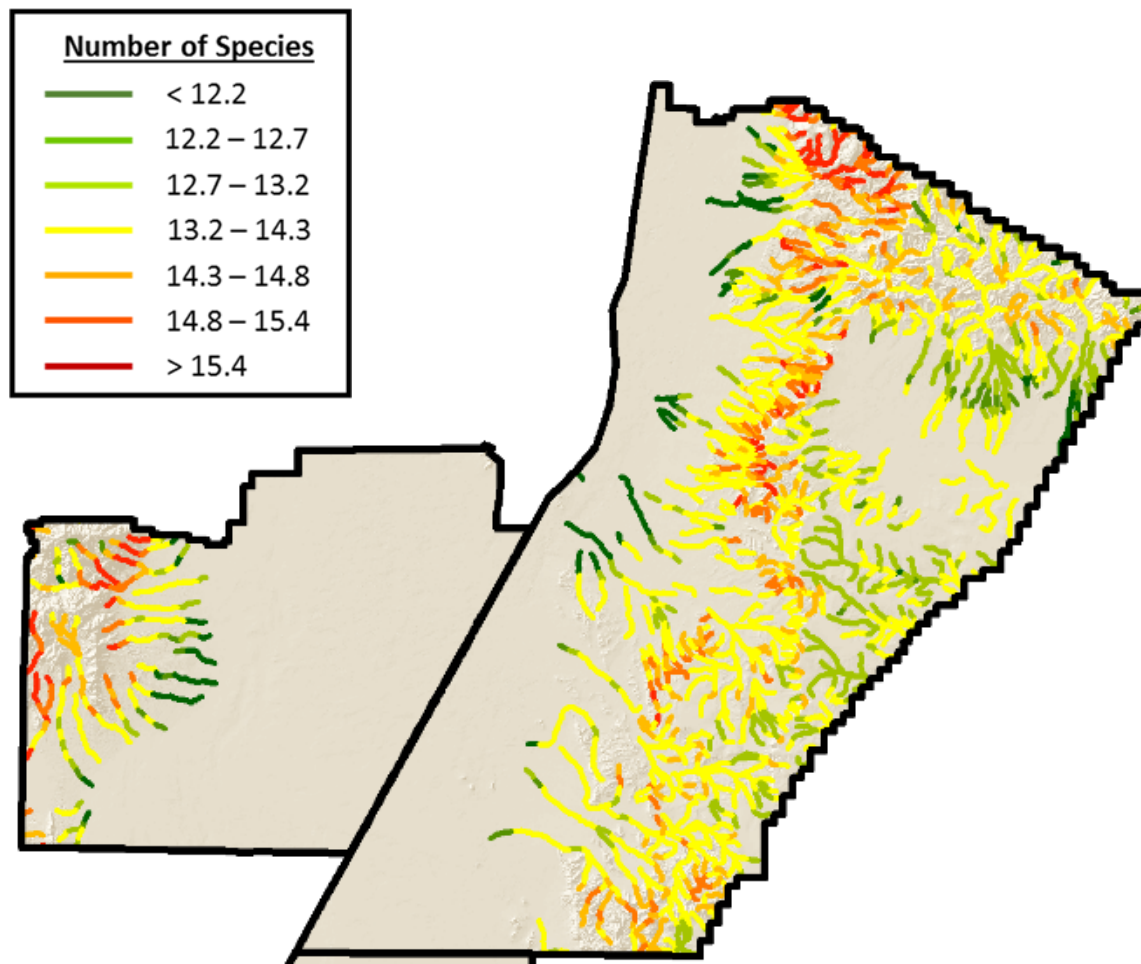 Number of Species
< 12.2
12.2 – 12.7
12.7 – 13.2
13.2 – 14.3
14.3 – 14.8
14.8 – 15.4
> 15.4